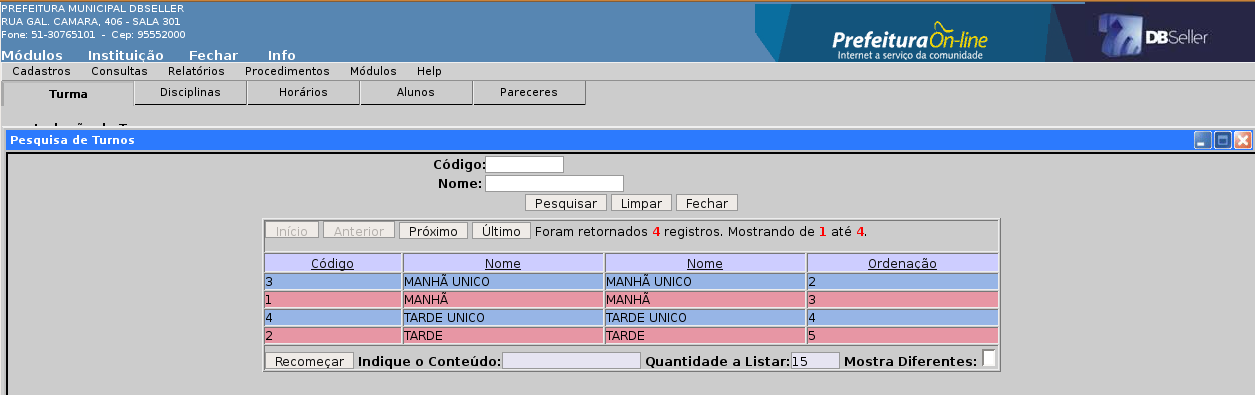 PREFEITURA MUNICIPAL DBSELLER
RUA GAL. CAMARA, 406 - SALA 301
Fone: 51-30765101 - Cep: 95552000
PrefeituraOn-line
Internet a serviço da comunidade
DBSeller
Módulos Instituição Fechar Info
Cadastros Consultas Relatórios Procedimentos Módulos Help
Turma Disciplinas Horários Alunos Pareceres
Pesquisa de Turnos
Código:
Nome:
Pesquisar Limpar Fechar
Início Anterior Próximo Último Foram retornados 4 registros. Mostrando de 1 até 4.
Código Nome Nome Ordenação
3 MANHÃ UNICO MANHÃ UNICO 2
1 MANHÃ MANHÃ 3
4 TARDE UNICO TARDE UNICO 4
2 TARDE TARDE 5
Recomeçar Indique o Conteúdo: Quantidade a Listar: 15 Mostra Diferentes: